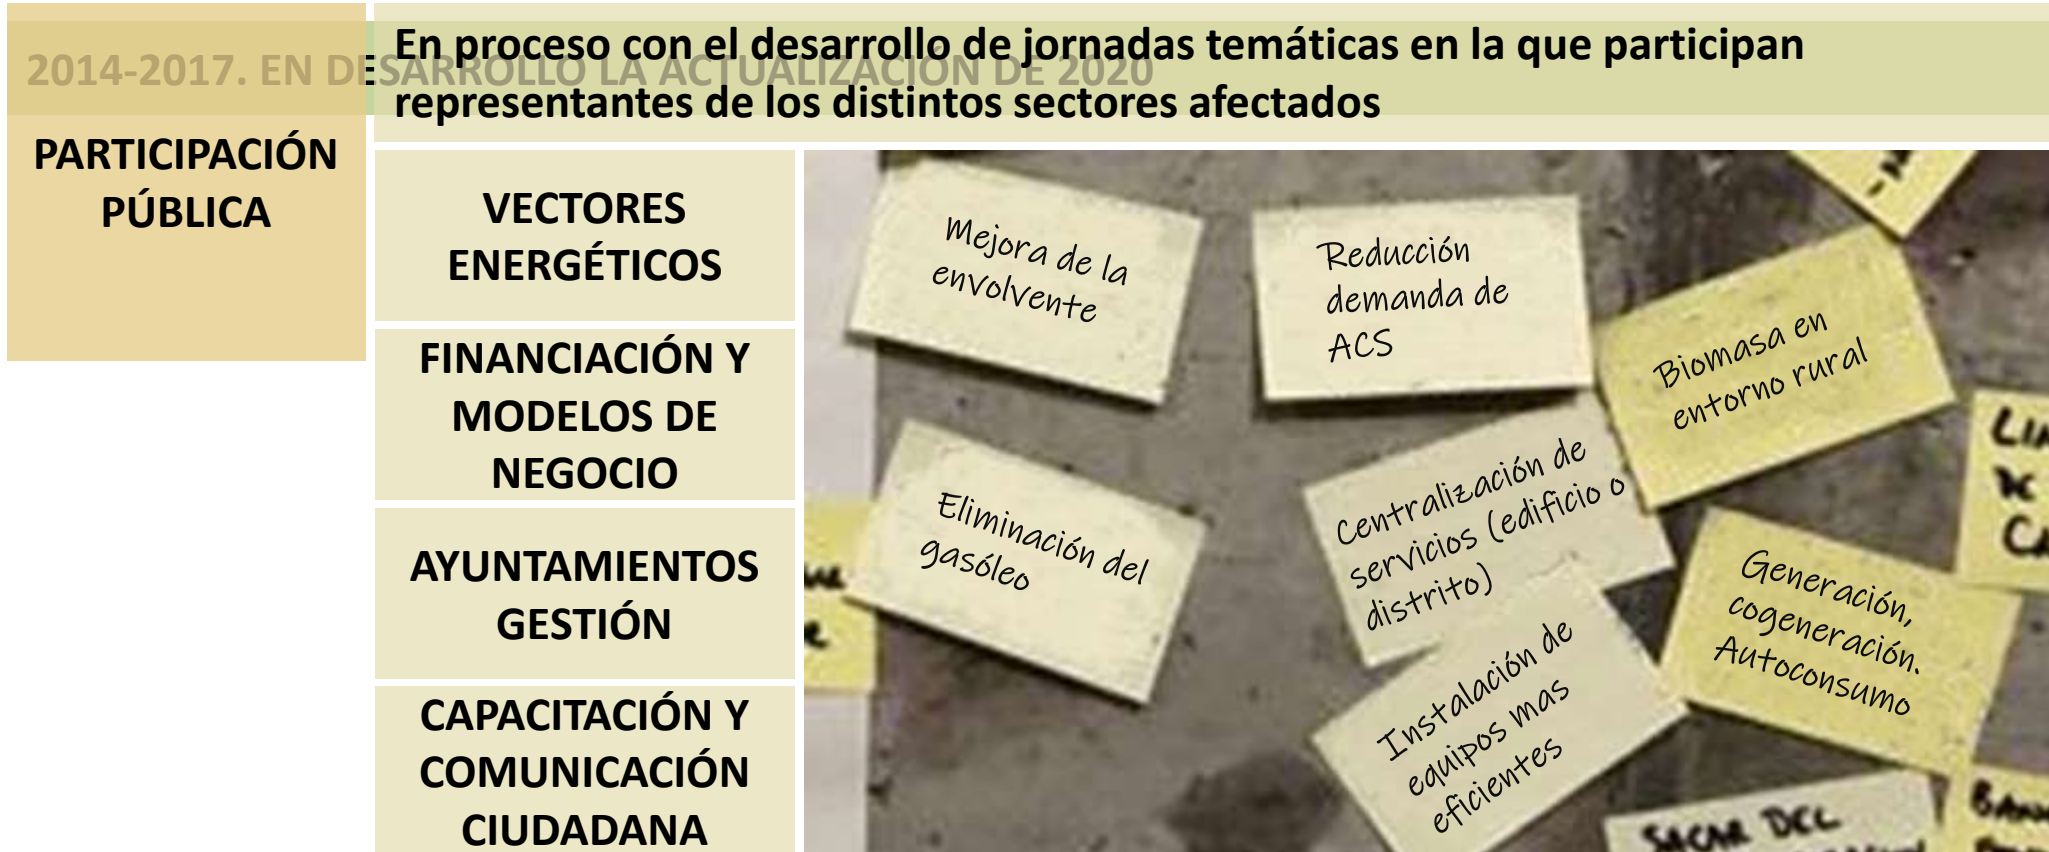 2014-2017. EN DESARROLLO LA ACTUALIZACIÓN DE 2020
En proceso con el desarrollo de jornadas temáticas en la que participan
representantes de los distintos sectores afectados
PARTICIPACIÓN
PÚBLICA
VECTORES
ENERGÉTICOS
FINANCIACIÓN Y
MODELOS DE
NEGOCIO
AYUNTAMIENTOS
GESTIÓN
CAPACITACIÓN Y
COMUNICACIÓN
CIUDADANA
Mejora de la
envolvente
Reducción
demanda de
ACS
Biomasa en
entorno rural
Eliminación del
gasóleo
Centralización de
servicios (edificio o
distrito)
Generación,
cogeneración.
Autoconsumo
Instalación de
equipos mas
eficientes
SACAR DEL